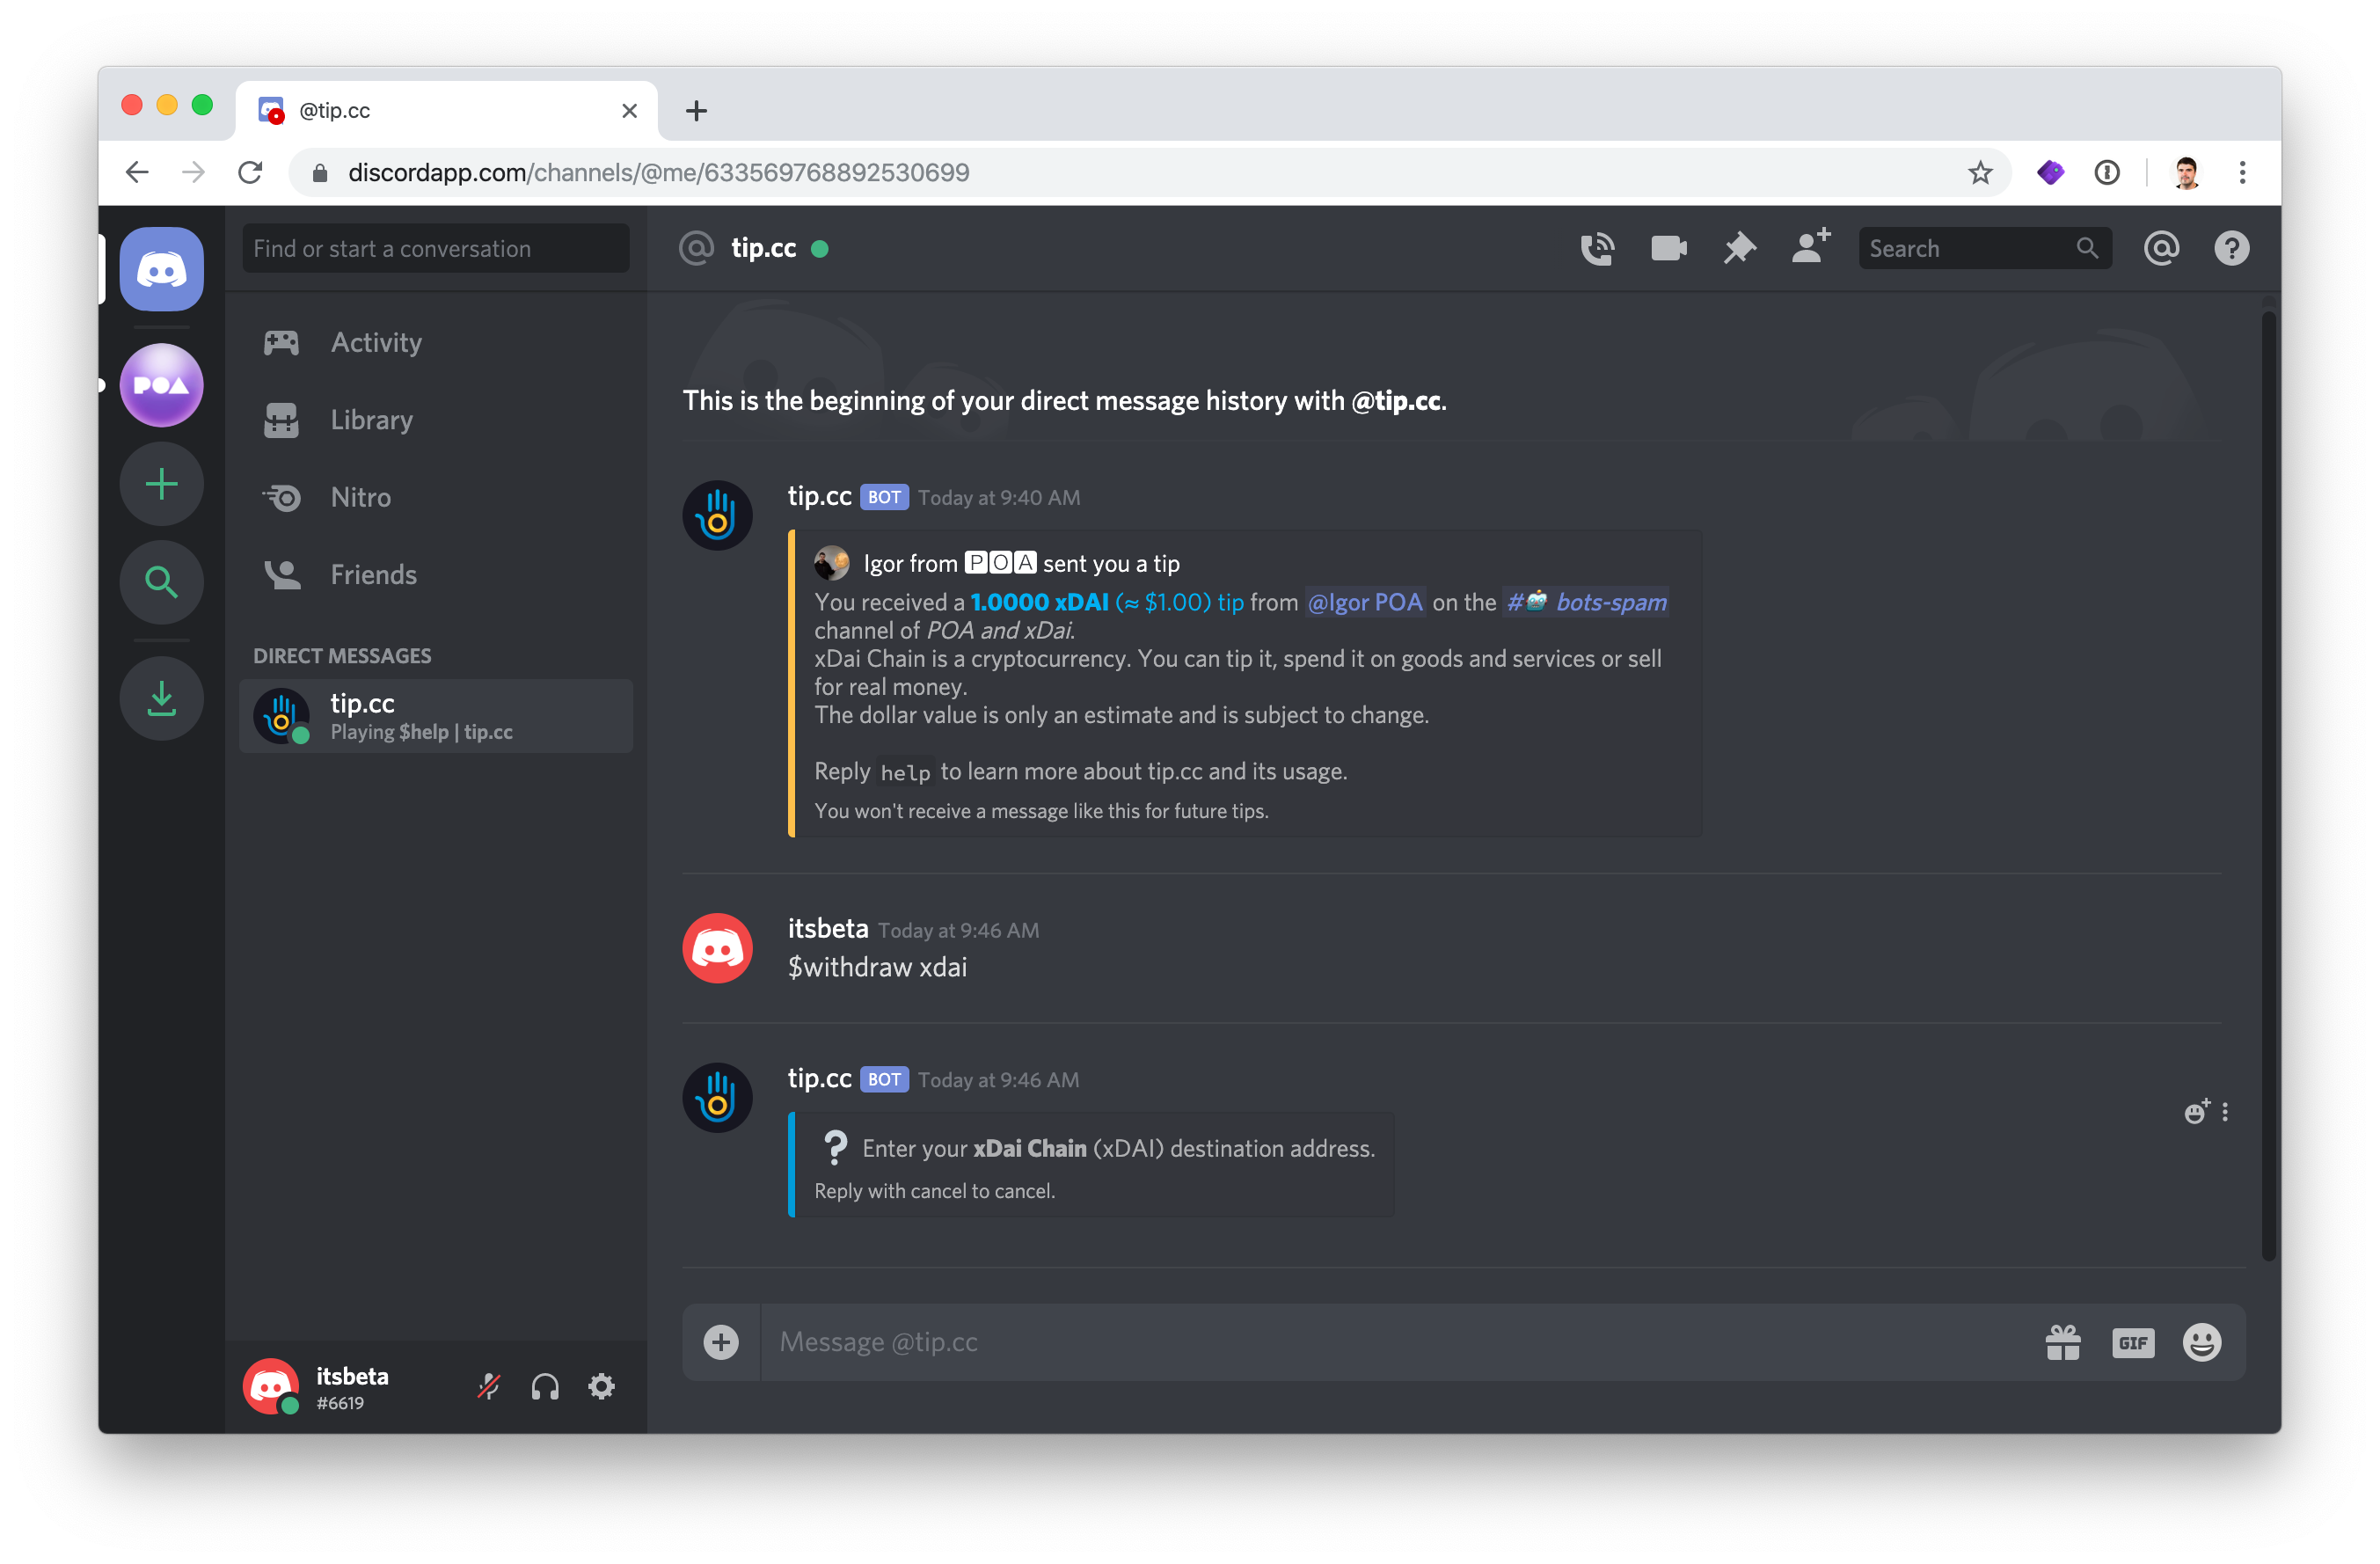 @tip.cc
discordapp.com/channels/@me/633569768892530699
Find or start a conversation
tip.cc
Search
POA
Activity
Library
Nitro
Friends
DIRECT MESSAGES
tip.cc
Playing $help | tip.cc
This is the beginning of your direct message history with @tip.cc.
tip.cc BOT Today at 9:40 AM
Igor from 🄿🄾🄰 sent you a tip
You received a 1.0000 xDAI (≈ $1.00) tip from @Igor POA on the #🤖 bots-spam
channel of POA and xDai.
xDai Chain is a cryptocurrency. You can tip it, spend it on goods and services or sell
for real money.
The dollar value is only an estimate and is subject to change.
Reply help to learn more about tip.cc and its usage.
You won't receive a message like this for future tips.
itsbeta Today at 9:46 AM
$withdraw xdai
tip.cc BOT Today at 9:46 AM
❔ Enter your xDai Chain (xDAI) destination address.
Reply with cancel to cancel.
Message @tip.cc
GIF
itsbeta
#6619